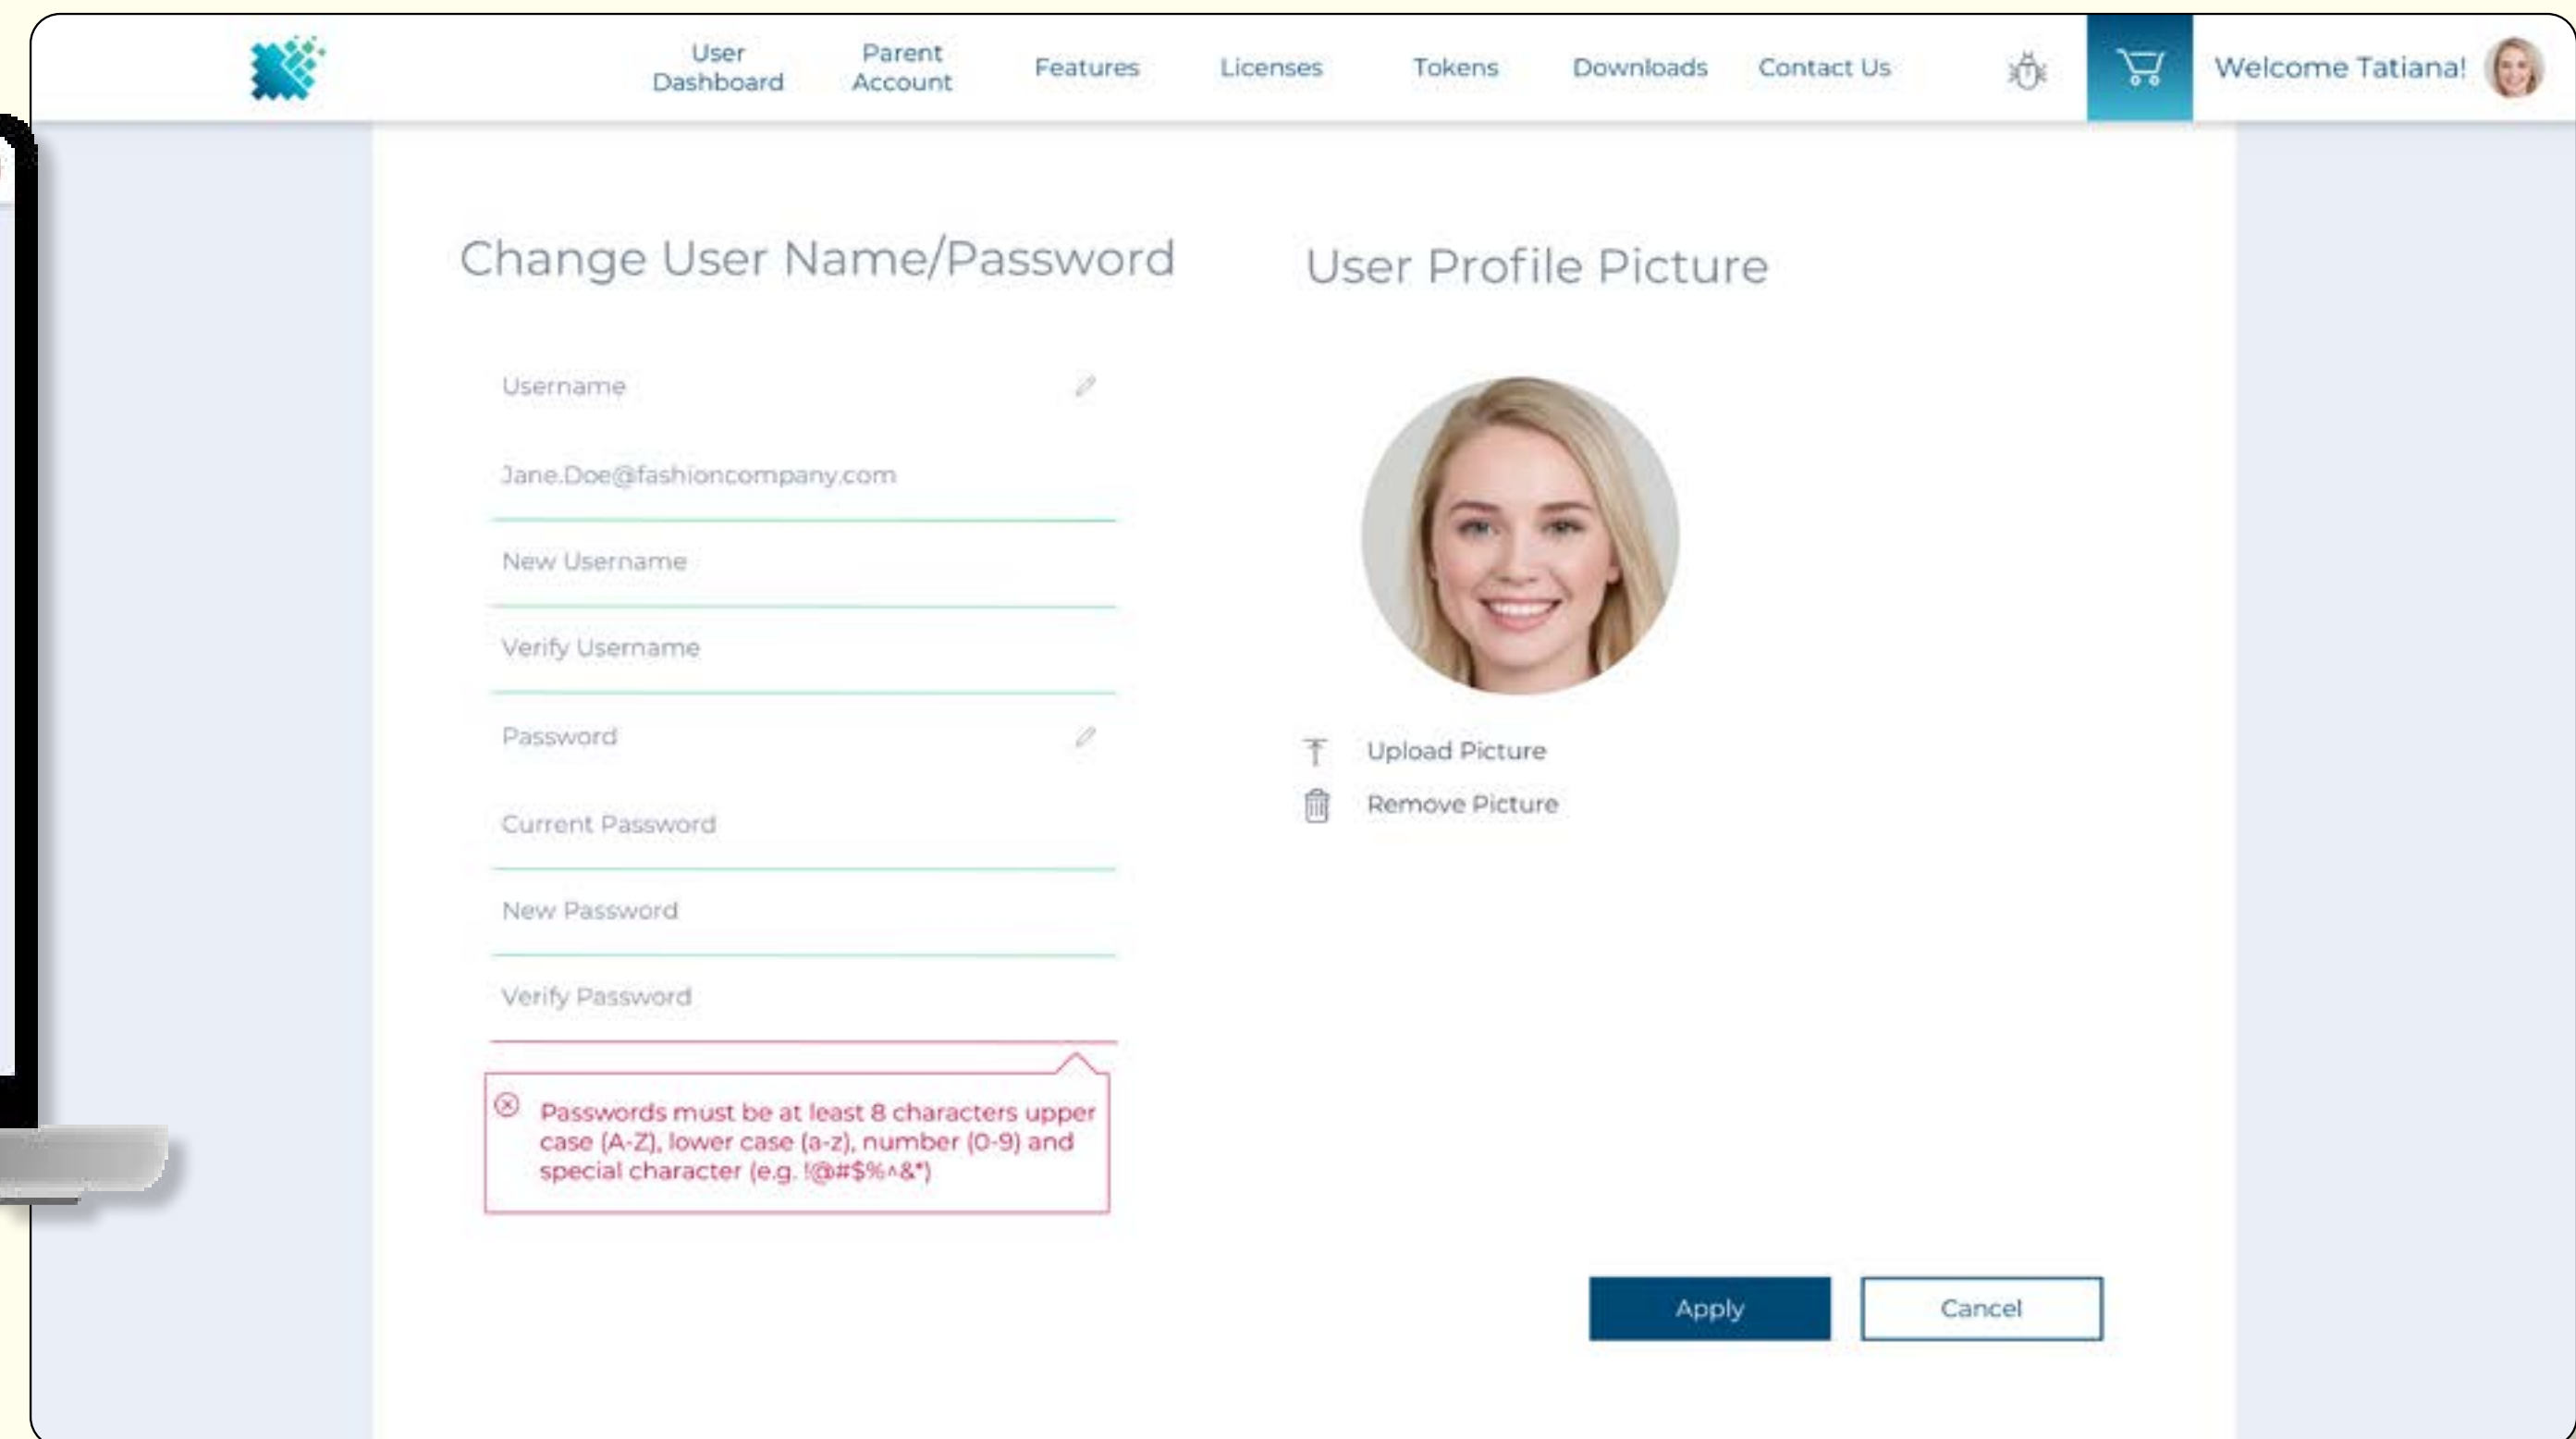 User
Dashboard
Parent
Account
Features
Licenses
Tokens
Downloads
Contact Us
Welcome Tatiana!
Change User Name/Password
Username
Jane.Doe@fashioncompany.com
New Username
Verify Username
Password
Current Password
New Password
Verify Password
Passwords must be at least 8 characters upper
case (A-Z), lower case (a-z), number (0-9) and
special character (e.g. !@#$%^&*)
User Profile Picture
Upload Picture
Remove Picture
Apply
Cancel